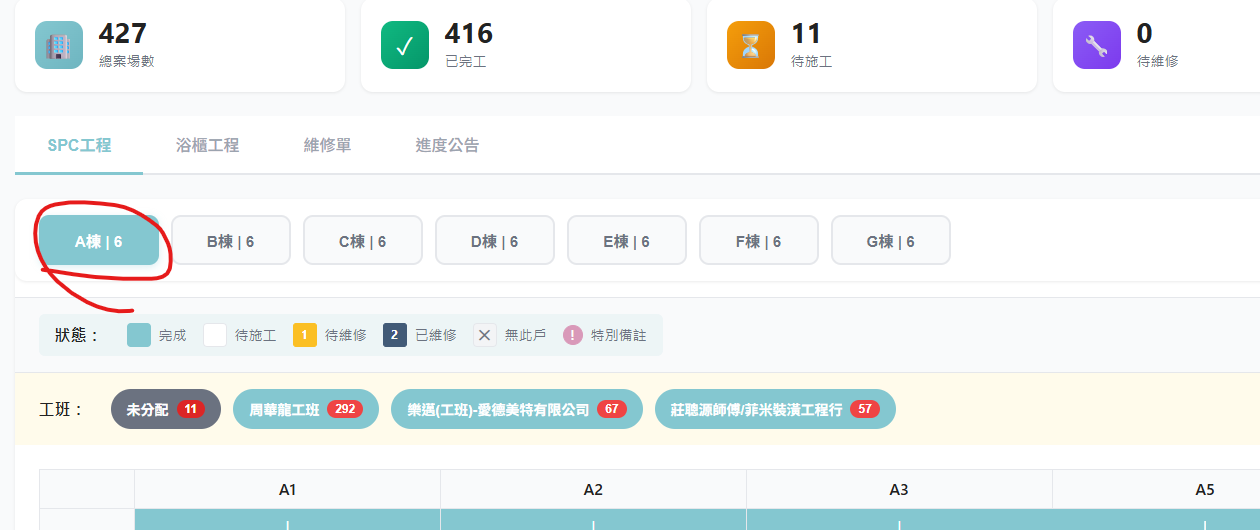 427
總案場數
416
已完工
11
待施工
0
待維修
SPC工程 浴櫃工程 維修單 進度公告
A棟 | 6 B棟 | 6 C棟 | 6 D棟 | 6 E棟 | 6 F棟 | 6 G棟 | 6
狀態： 完成 待施工 1 待維修 2 已維修 ✕ 無此戶 ! 特別備註
工班： 未分配 11 周華龍工班 292 樂邁(工班)-愛德美特有限公司 67 莊聰源師傅/菲米裝潢工程行 57
A1 A2 A3 A5